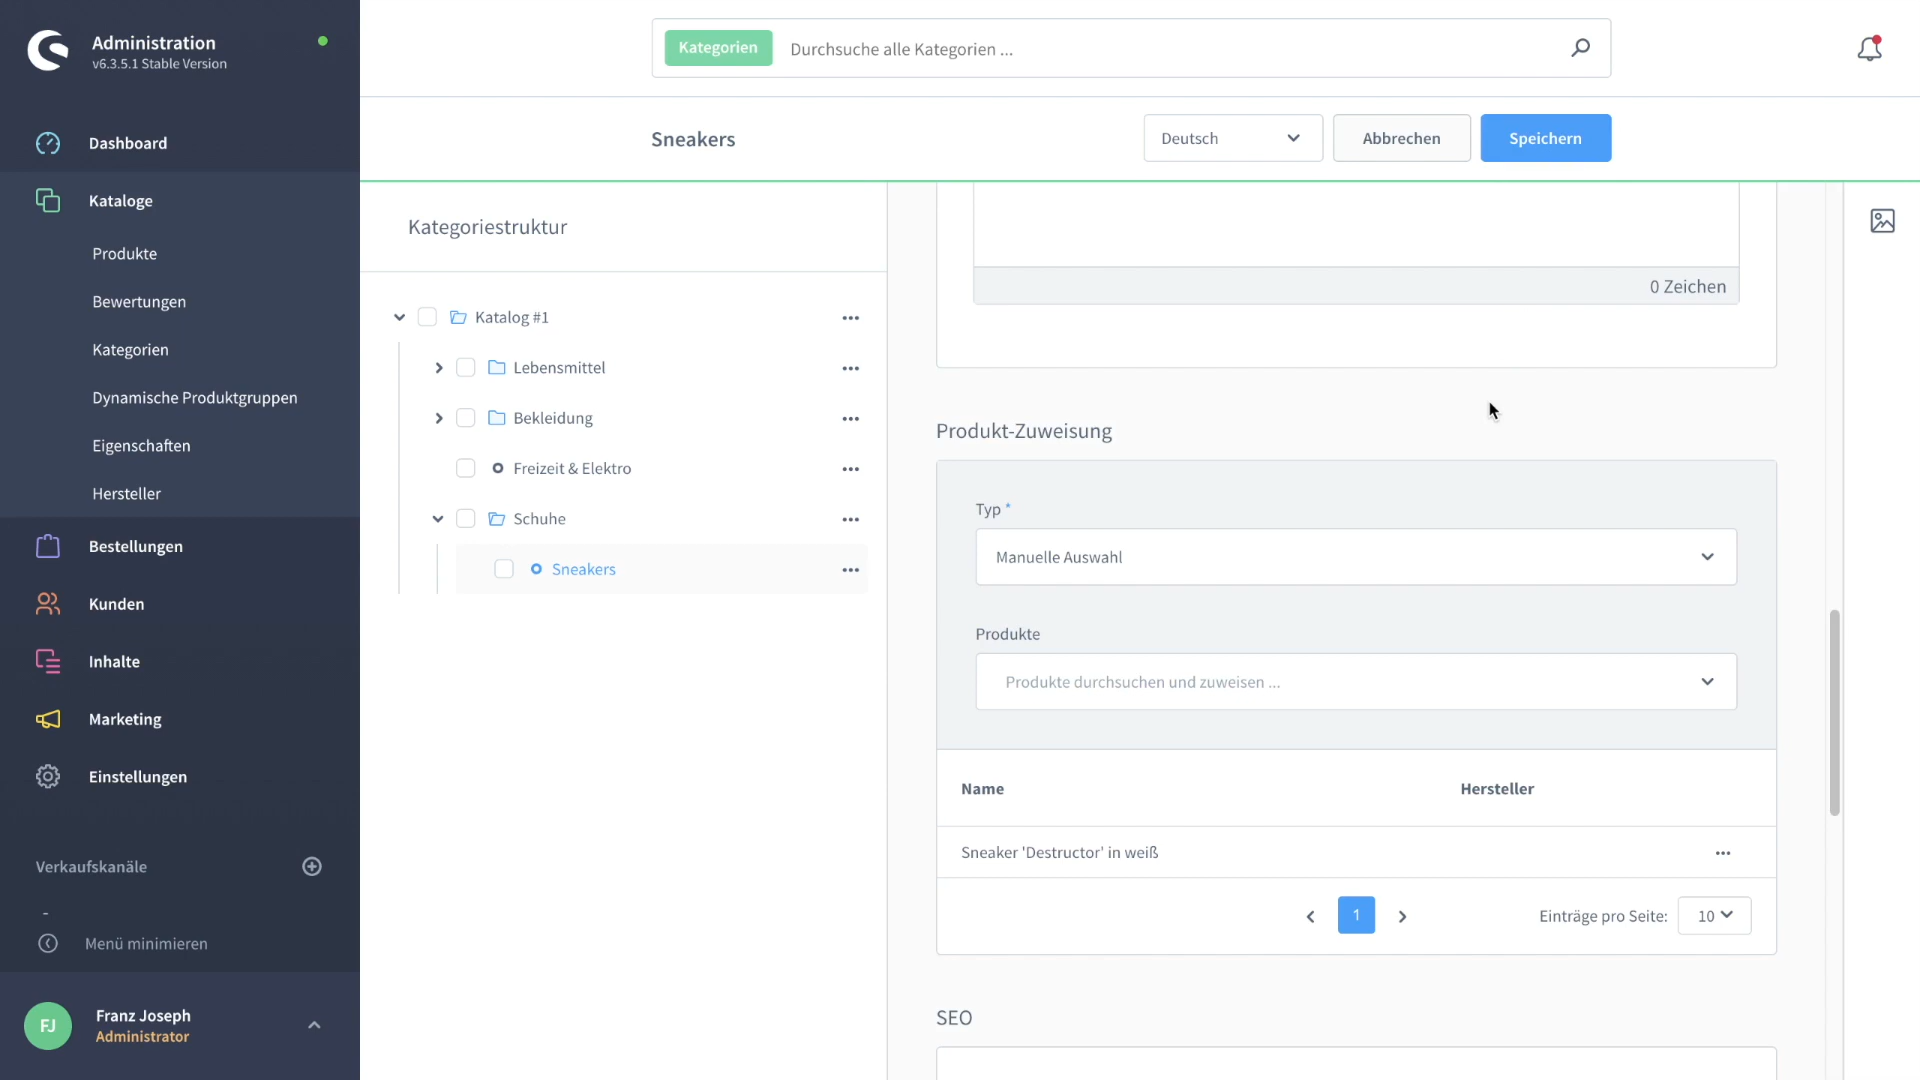 Administration
v6.3.5.1 Stable Version
Kategorien
Durchsuche alle Kategorien ...
Sneakers
Deutsch
Abbrechen
Speichern
Dashboard
Kataloge
Produkte
Bewertungen
Kategorien
Dynamische Produktgruppen
Eigenschaften
Hersteller
Bestellungen
Kunden
Inhalte
Marketing
Einstellungen
Verkaufskanäle
-
Menü minimieren
FJ
Franz Joseph
Administrator
Kategoriestruktur
Katalog #1
Lebensmittel
Bekleidung
Freizeit & Elektro
Schuhe
Sneakers
0 Zeichen
Produkt-Zuweisung
Typ *
Manuelle Auswahl
Produkte
Produkte durchsuchen und zuweisen ...
Name
Hersteller
Sneaker 'Destructor' in weiß
1
Einträge pro Seite:
10
SEO